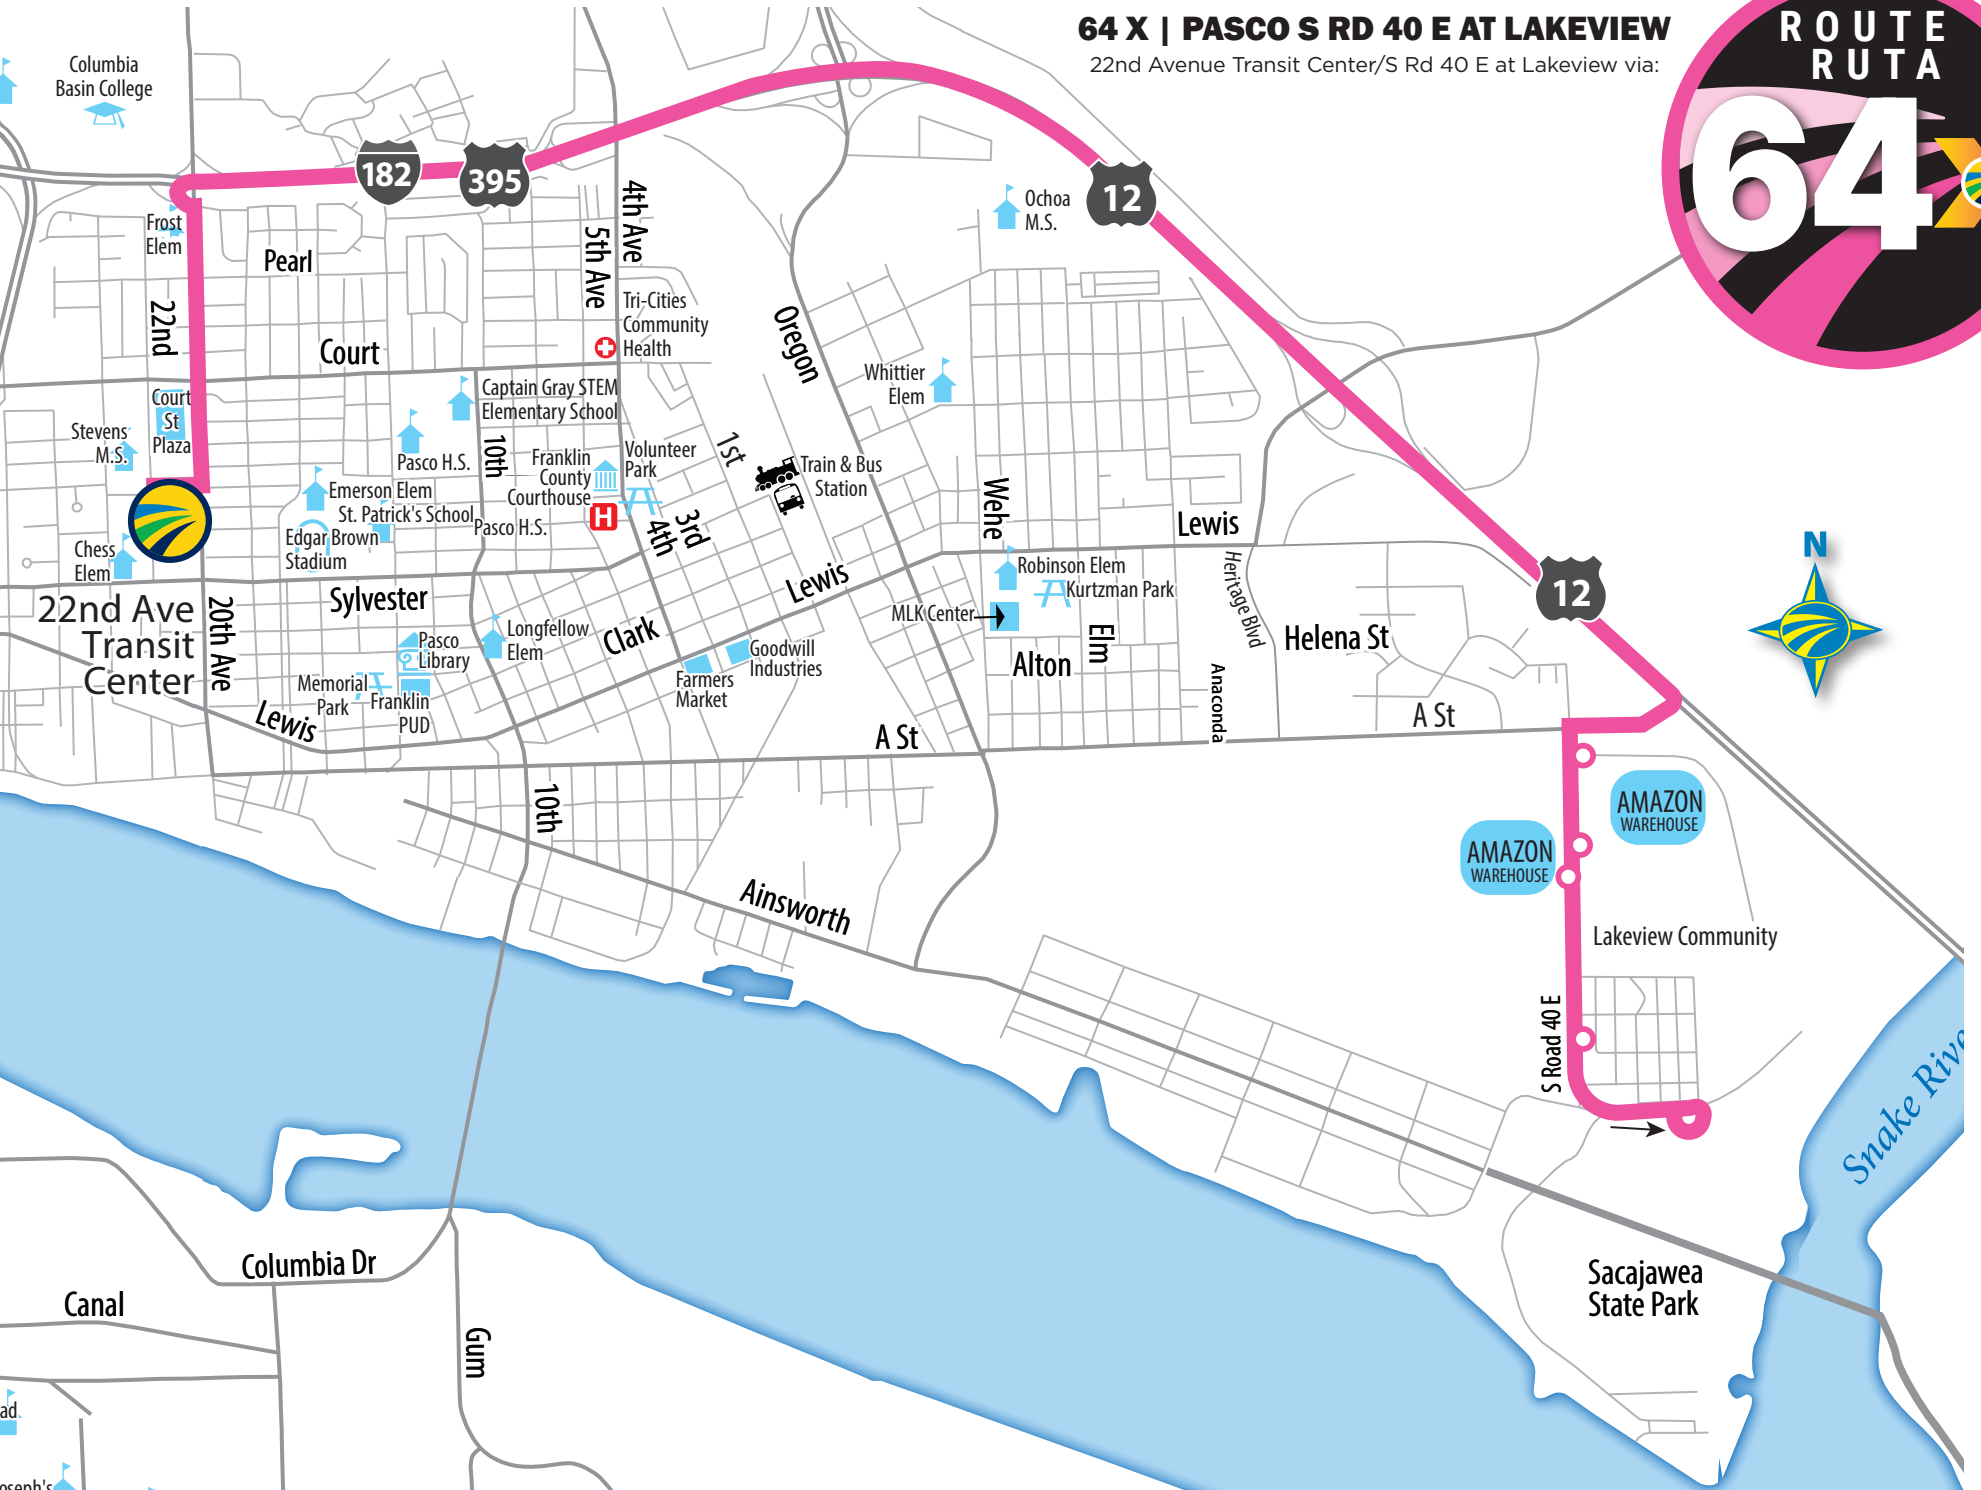 64 X | PASCO S RD 40 E AT LAKEVIEW
22nd Avenue Transit Center/S Rd 40 E at Lakeview via:
ROUTE
RUTA
64X
Columbia
Basin College
182
395
12
Frost
Elem
Pearl
22nd
4th Ave
5th Ave
Ochoa
M.S.
Tri-Cities
Community
Health
Court
Oregon
Whittier
Elem
Court
St
Plaza
Stevens
M.S.
Captain Gray STEM
Elementary School
Pasco H.S.
10th
Franklin
County
Courthouse
Volunteer
Park
1st
Train & Bus
Station
Emerson Elem
St. Patrick's School
Pasco H.S.
H
Edgar Brown
Stadium
3rd
4th
Wehe
Lewis
Chess
Elem
Heritage Blvd
Robinson Elem
Kurtzman Park
12
N
22nd Ave
Transit
Center
20th Ave
Sylvester
Lewis
MLK Center
Longfellow
Elem
Clark
Pasco
Library
Goodwill
Industries
Farmers
Market
Elm
Alton
Anaconda
Helena St
Memorial
Park
Franklin
PUD
Lewis
A St
A St
10th
AMAZON
WAREHOUSE
AMAZON
WAREHOUSE
Ainsworth
Lakeview Community
S Road 40 E
Snake Rive
Columbia Dr
Canal
Gum
Sacajawea
State Park
ad
oseph's